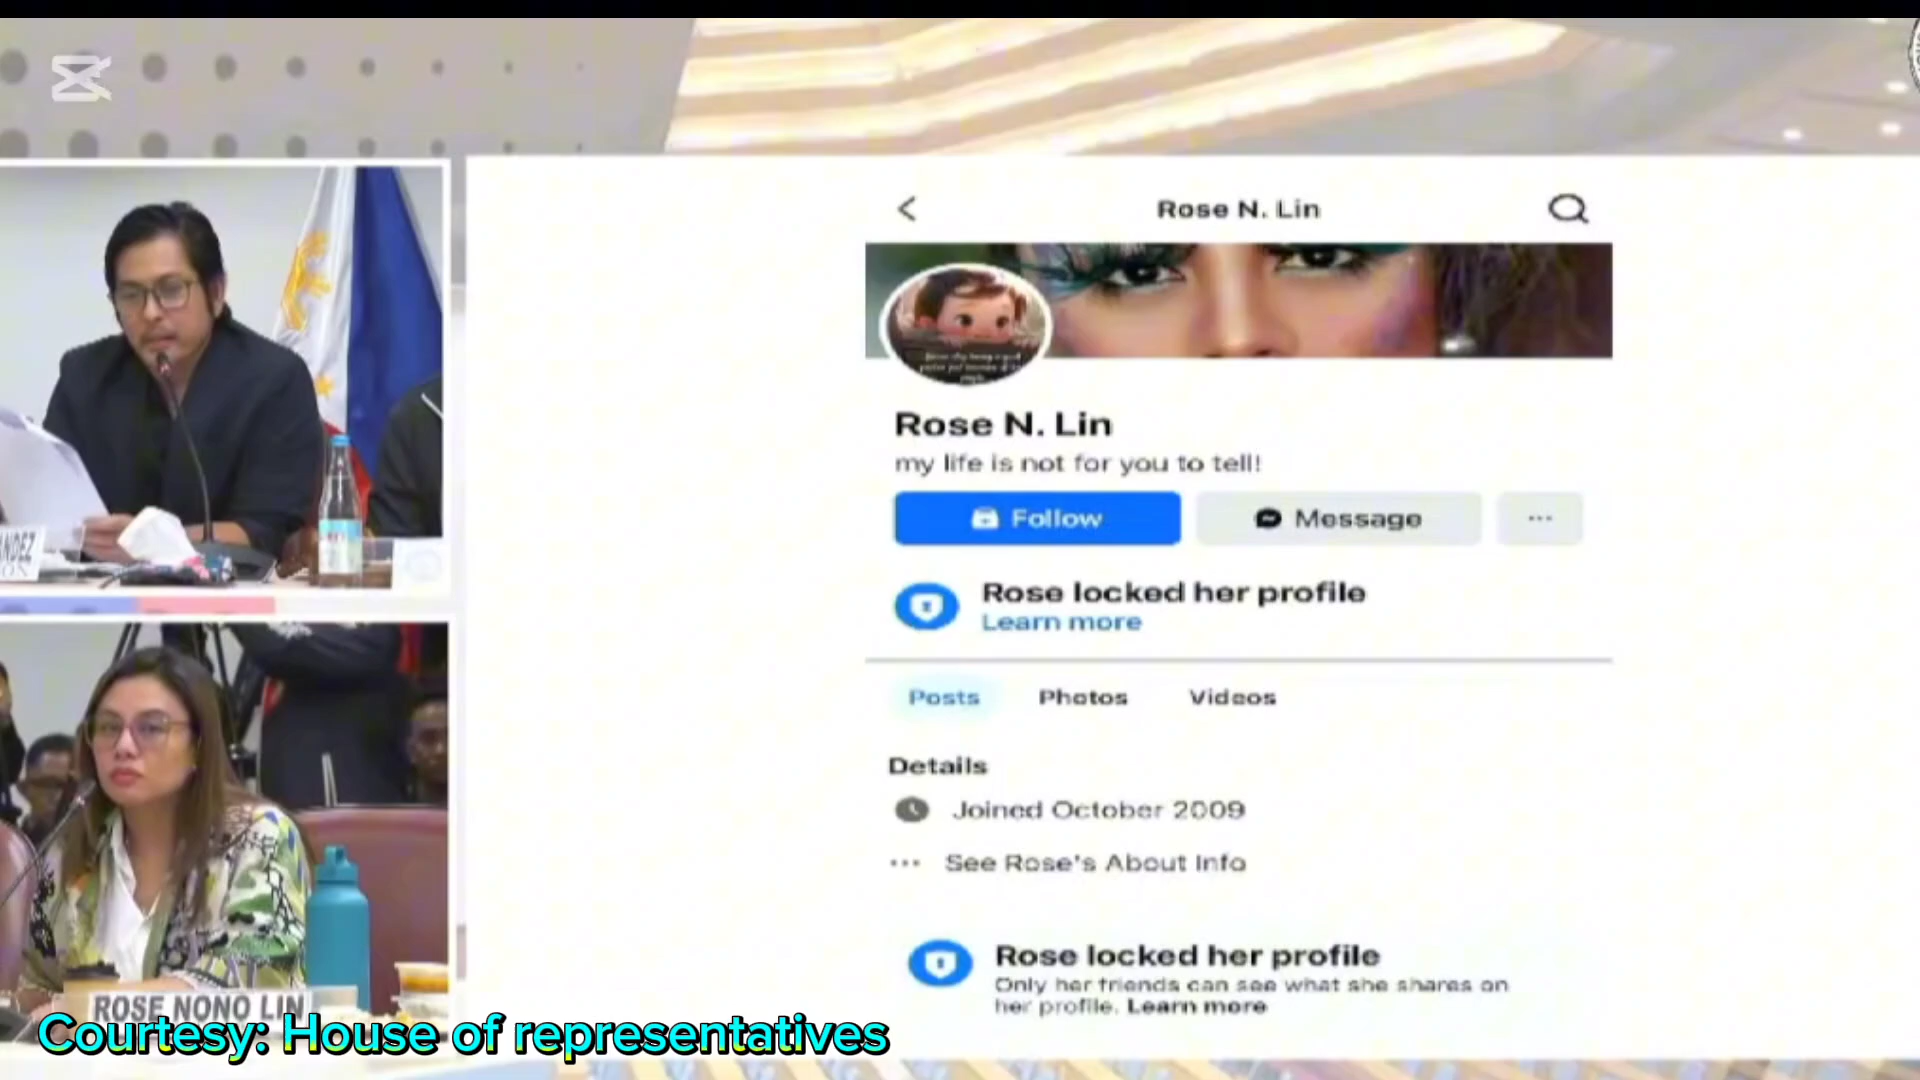 Rose N. Lin
Rose N. Lin
my life is not for you to tell!
Follow
Message
Rose locked her profile
Learn more
Posts
Photos
Videos
Details
Joined October 2009
See Rose's About Info
Rose locked her profile
Only her friends can see what she shares on
her profile. Learn more
ROSE NONO LIN
Courtesy: House of representatives